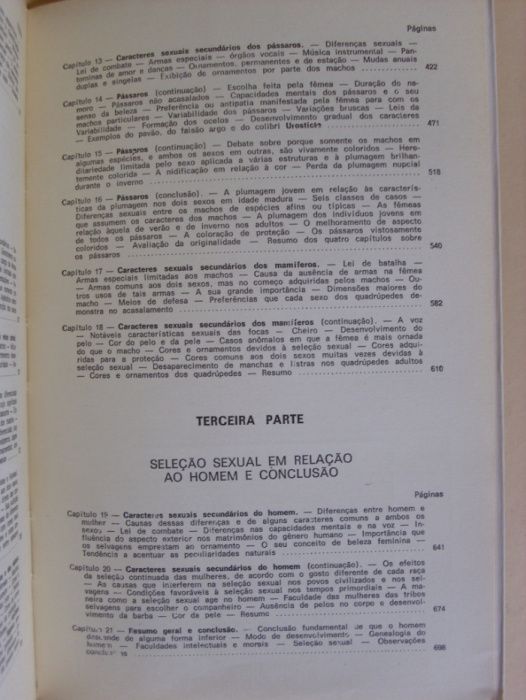 Páginas
Capítulo 13 — Caracteres sexuais secundários dos pássaros. — Diferenças sexuais —
Lei de combate — Armas especiais — órgãos vocais — Música instrumental — Pan-
tominas de amor e danças — Ornamentos, permanentes e de estação — Mudas anuais
duplas e singelas — Exibição de ornamentos por parte dos machos 422
Capítulo 14 — Pássaros (continuação). — Escolha feita pela fêmea — Duração do na-
moro — Pássaros não acasalados — Capacidades mentais dos pássaros e o seu
senso da beleza — Preferência ou antipatia manifestada pela fêmea para com os
machos particulares — Variabilidade dos pássaros — Variações bruscas — Leis da
Variabilidade — Formação dos ocelos — Desenvolvimento gradual dos caracteres
— Exemplos do pavão, do faisão argo e do colibri Urosticte 471
Capítulo 15 — Pássaros (continuação). — Debate sobre porque somente os machos em
algumas espécies, e ambos os sexos em outras, são vivamente coloridos — Here-
ditariedade limitada pelo sexo aplicada a várias estruturas e à plumagem brilhan-
temente colorida — A nidificação em relação à cor — Perda da plumagem nupcial
durante o inverno 518
Capítulo 16 — Pássaros (conclusão). — A plumagem jovem em relação às caracterís-
ticas da plumagem nos dois sexos em idade madura — Seis classes de casos —
Diferenças sexuais entre os machos de espécies afins ou típicas — As fêmeas
que assumem os caracteres dos machos — A plumagem dos indivíduos jovens em
relação àquela de verão e de inverno nos adultos — O melhoramento de aspecto
de todos os pássaros — A coloração de proteção — Os pássaros vistosamente
coloridos — Avaliação da originalidade — Resumo dos quatro capítulos sobre
os pássaros 540
Capítulo 17 — Caracteres sexuais secundários dos mamíferos. — Lei de batalha —
Armas especiais limitadas aos machos — Causa da ausência de armas na fêmea
— Armas comuns aos dois sexos, mas no começo adquiridas pelos machos — Ou-
tros usos de tais armas — A sua grande importância — Dimensões maiores do
macho — Meios de defesa — Preferências que cada sexo dos quadrúpedes de-
monstra no acasalamento 582
Capítulo 18 — Caracteres sexuais secundários dos mamíferos (continuação). — A voz
— Notáveis características sexuais das focas — Cheiro — Desenvolvimento do
pelo — Cor do pelo e da pele — Casos anômalos em que a fêmea é mais ornada
do que o macho — Cores e ornamentos devidos à seleção sexual — Cores adqui-
ridas para a proteção — Cores comuns aos dois sexos muitas vezes devidas à
seleção sexual — Desaparecimento de manchas e listras nos quadrúpedes adultos
— Cores e ornamentos dos quadrúpedes — Resumo 610
TERCEIRA PARTE
SELEÇÃO SEXUAL EM RELAÇÃO
AO HOMEM E CONCLUSÃO
Páginas
Capítulo 19 — Caracteres sexuais secundários do homem. — Diferenças entre homem e
mulher — Causas dessas diferenças e de alguns caracteres comuns a ambos os
sexos — Lei de combate — Diferenças nas capacidades mentais e na voz — In-
fluência do aspecto exterior nos matrimônios do gênero humano — Importância que
os selvagens emprestam ao ornamento — O seu conceito de beleza feminina —
Tendência a acentuar as peculiaridades naturais 641
Capítulo 20 — Caracteres sexuais secundários do homem (continuação). — Os efeitos
da seleção continuada das mulheres, de acordo com o gosto diferente de cada raça
— As causas que interferem na seleção sexual nos povos civilizados e nos sel-
vagens — Condições favoráveis à seleção sexual nos tempos primordiais — A ma-
neira como a seleção sexual age no homem — Faculdade das mulheres das tribos
selvagens para escolher o companheiro — Ausência de pelos no corpo e desenvol-
vimento da barba — Cor da pele — Resumo 674
Capítulo 21 — Resumo geral e conclusão. — Conclusão fundamental de que o homem
descende de alguma forma inferior — Modo de desenvolvimento — Genealogia do
homem — Faculdades intelectuais e morais — Seleção sexual — Observações
conclusivas 698